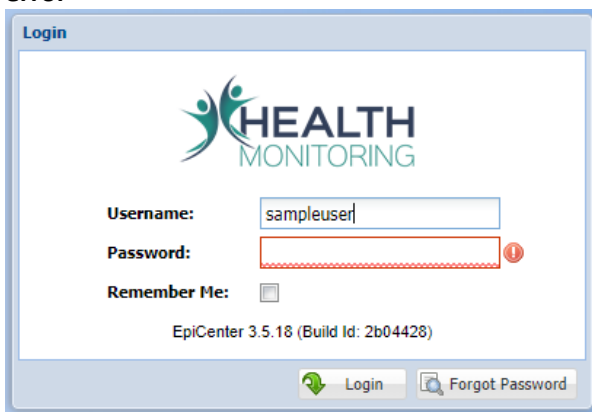 Login
HEALTH
MONITORING
Username: sampleuser
Password:
Remember Me:
EpiCenter 3.5.18 (Build Id: 2b04428)
Login Forgot Password